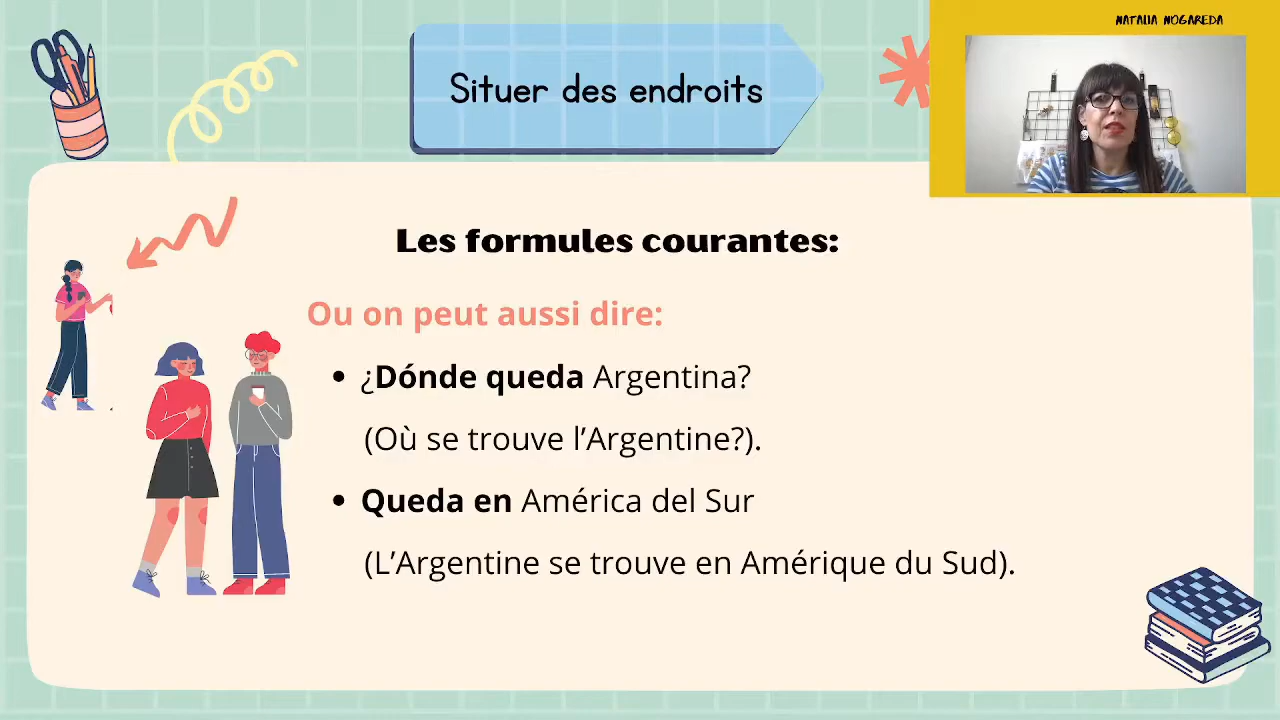 NATALIA NOGAREDA
Situer des endroits
Les formules courantes:
Ou on peut aussi dire:
• ¿Dónde queda Argentina?
(Où se trouve l’Argentine?).
• Queda en América del Sur
(L’Argentine se trouve en Amérique du Sud).